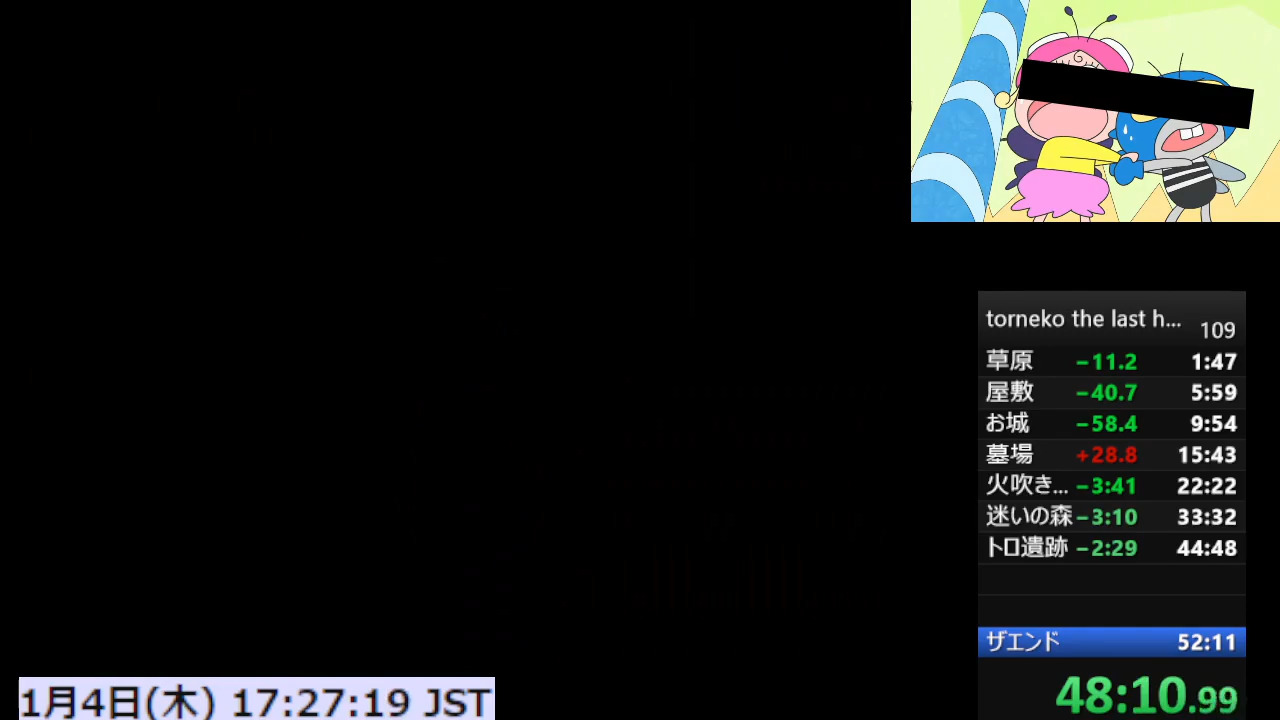 torneko the last h...
109
草原 -11.2 1:47
屋敷 -40.7 5:59
お城 -58.4 9:54
墓場 +28.8 15:43
火吹き... -3:41 22:22
迷いの森 -3:10 33:32
トロ遺跡 -2:29 44:48
ザエンド 52:11
48:10.99
1月4日(木) 17:27:19 JST